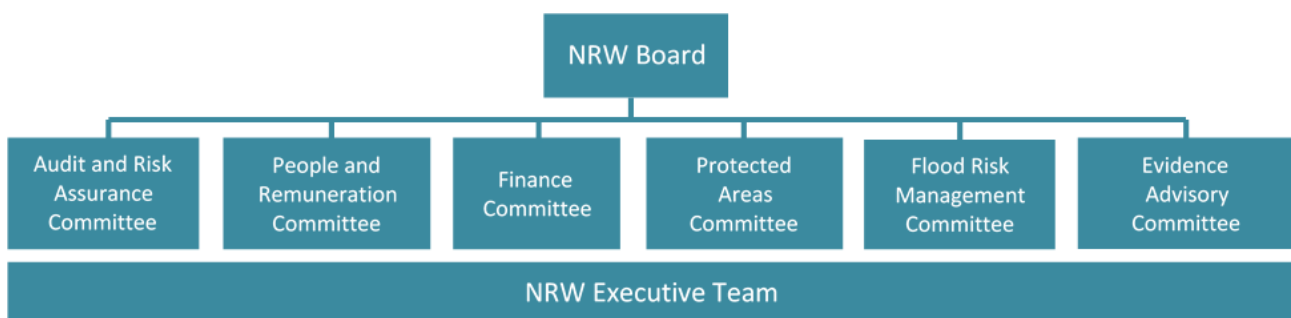 NRW Board
Audit and Risk
Assurance
Committee
People and
Remuneration
Committee
Finance
Committee
Protected
Areas
Committee
Flood Risk
Management
Committee
Evidence
Advisory
Committee
NRW Executive Team